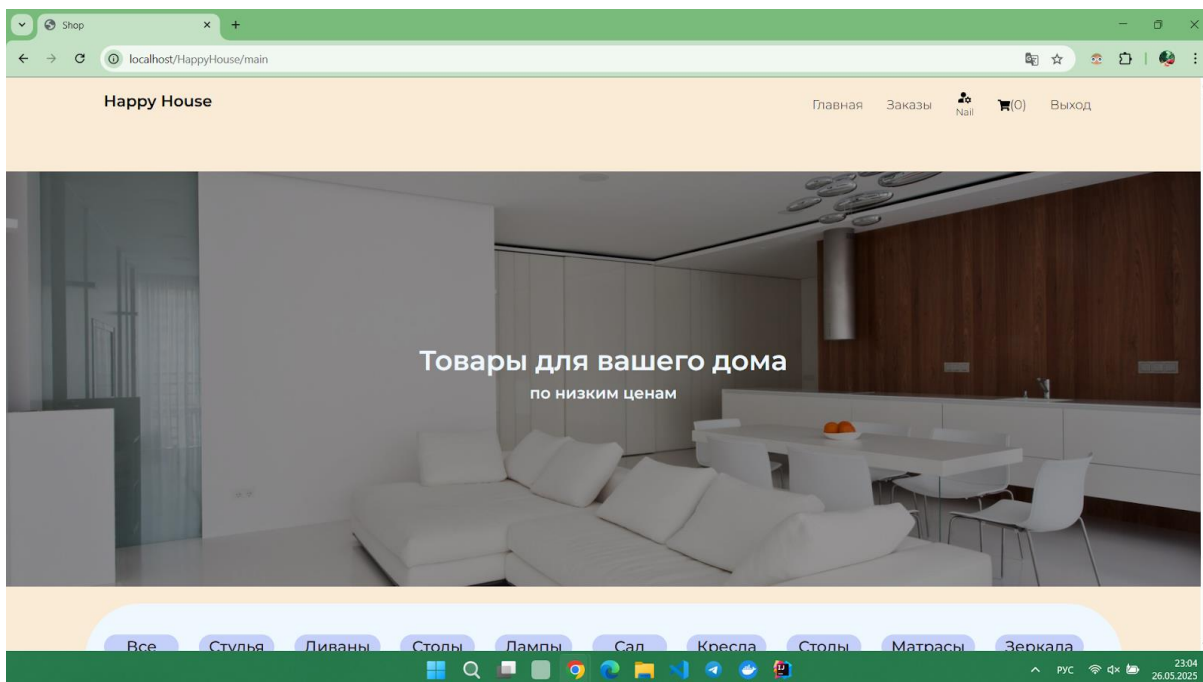 Shop
localhost/HappyHouse/main
Happy House
Главная Заказы Nail (0) Выход
Товары для вашего дома
по низким ценам
Все Стулья Диваны Столы Лампы Сад Кресла Столы Матрасы Зеркала
РУС 23:04
26.05.2025